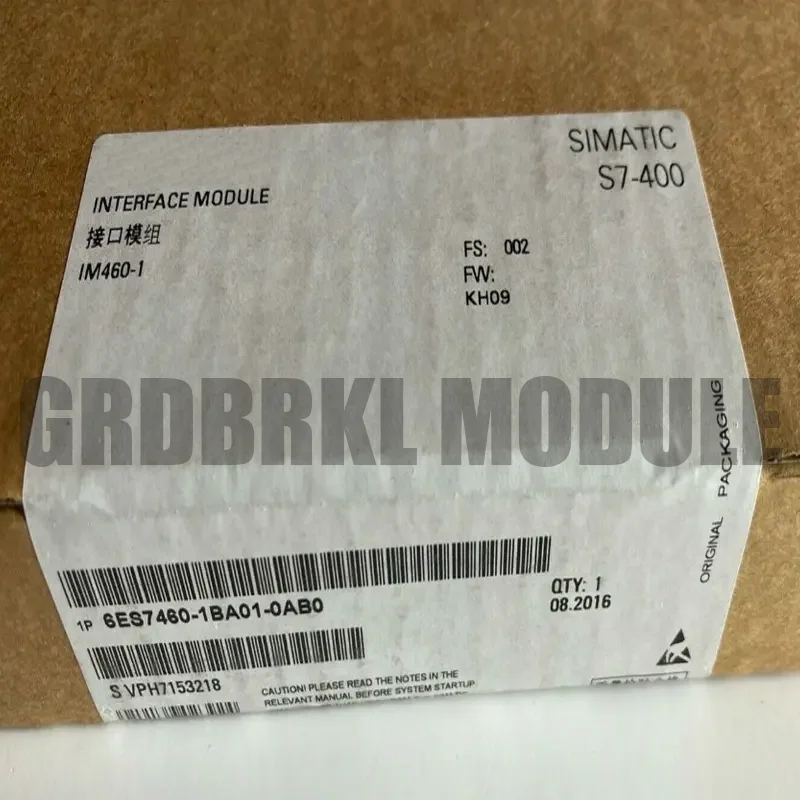 SIMATIC
S7-400
INTERFACE MODULE
接口模组
IM460-1
FS: 002
FW:
KH09
GRDBRKL MODULE
ORIGINAL PACKAGING
1P 6ES7460-1BA01-0AB0
QTY: 1
08.2016
S VPH7153218
CAUTION! PLEASE READ THE NOTES IN THE
RELEVANT MANUAL BEFORE SYSTEM STARTUP